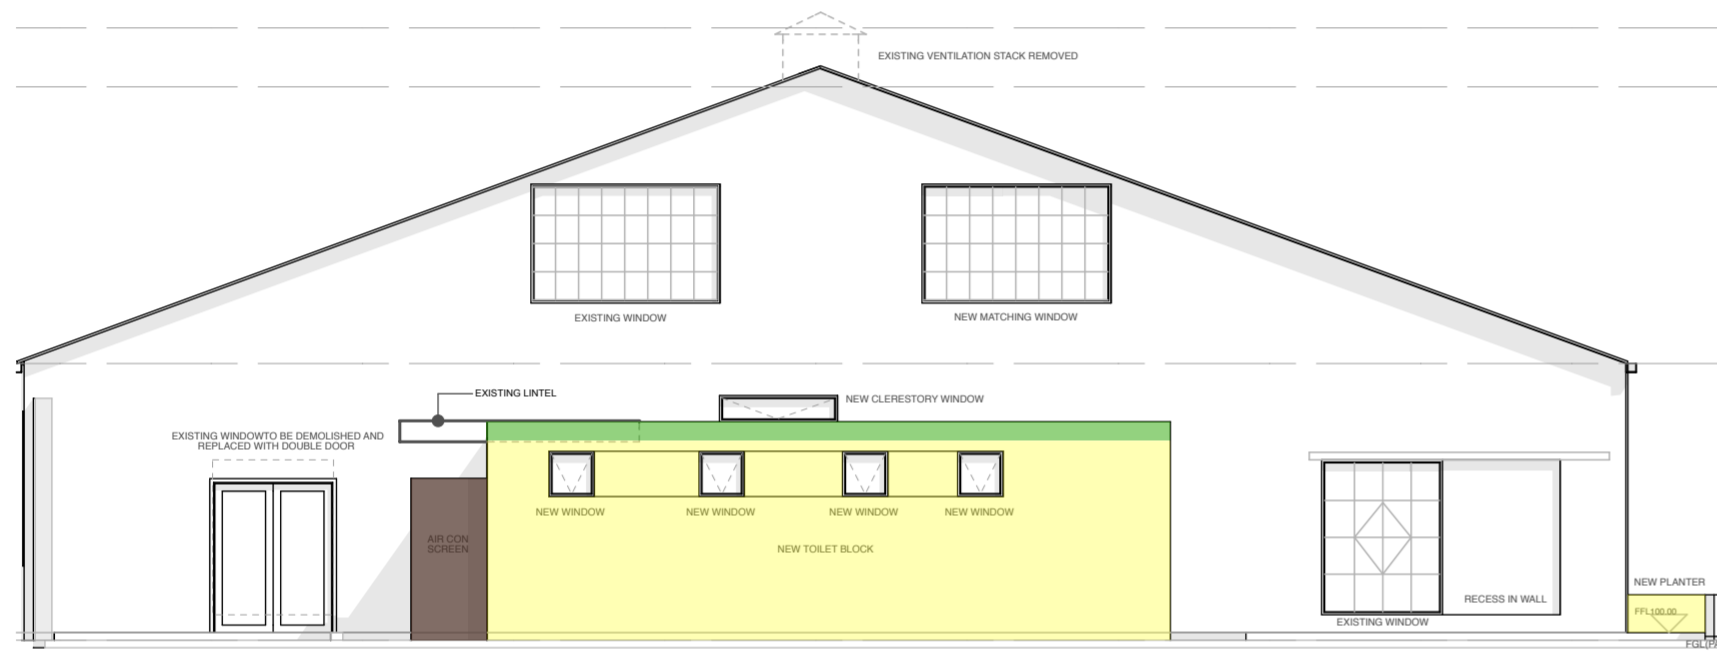 EXISTING VENTILATION STACK REMOVED
EXISTING WINDOW
NEW MATCHING WINDOW
EXISTING LINTEL
NEW CLERESTORY WINDOW
EXISTING WINDOWTO BE DEMOLISHED AND
REPLACED WITH DOUBLE DOOR
NEW WINDOW
NEW WINDOW
NEW WINDOW
NEW WINDOW
AIR CON
SCREEN
NEW TOILET BLOCK
NEW PLANTER
RECESS IN WALL
FFL100.00
EXISTING WINDOW